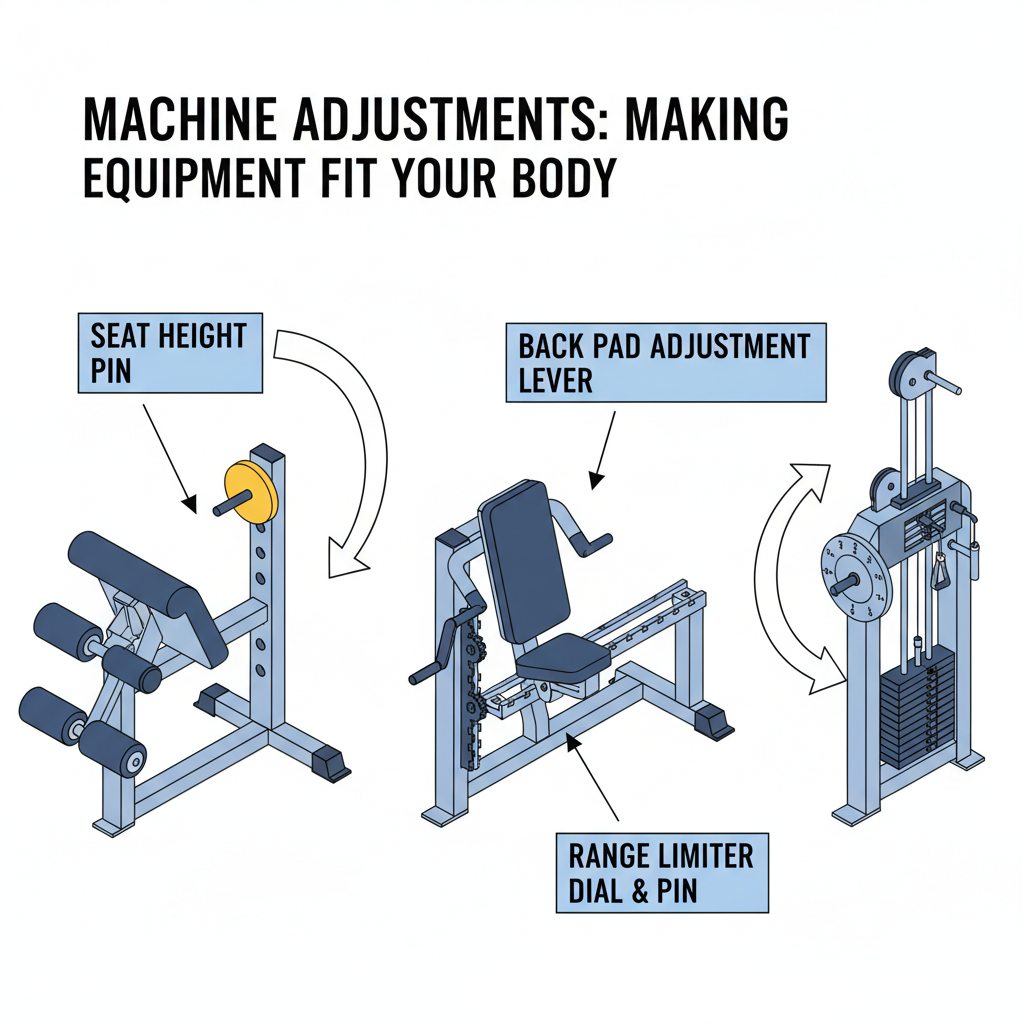 MACHINE ADJUSTMENTS: MAKING
EQUIPMENT FIT YOUR BODY
SEAT HEIGHT
PIN
BACK PAD ADJUSTMENT
LEVER
RANGE LIMITER
DIAL & PIN